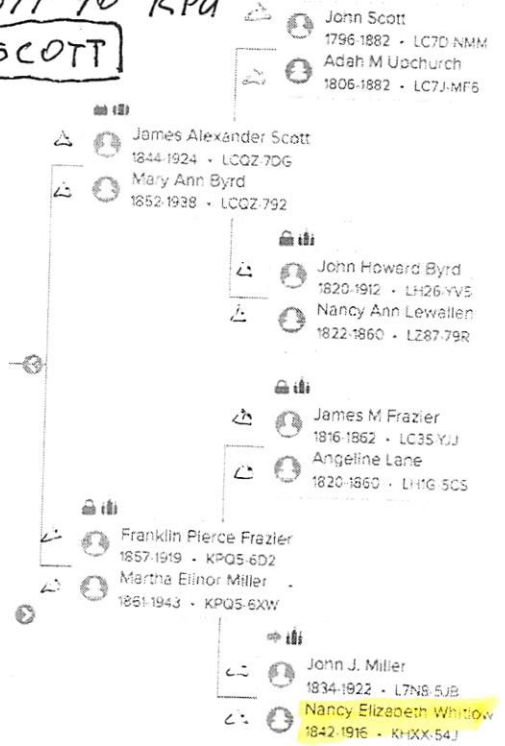 TO
SCOTT
John Scott
1796-1882 • LC7D-NMM
Adah M Upchurch
1806-1882 • LC7J-MF6
James Alexander Scott
1844-1924 • LCQZ-7DG
Mary Ann Byrd
1852-1938 • LCQZ-792
John Howard Byrd
1820-1912 • LH26-YV5
Nancy Ann Lewallen
1822-1860 • LZ87-79R
James M Frazier
1816-1862 • LC35-YJJ
Angeline Lane
1820-1860 • LH1G-5CS
Franklin Pierce Frazier
1857-1919 • KPQ5-6D2
Martha Elinor Miller
1861-1943 • KPQ5-6XW
John J. Miller
1834-1922 • L7N8-5JB
Nancy Elizabeth Whitlow
1842-1916 • KHXX-54J